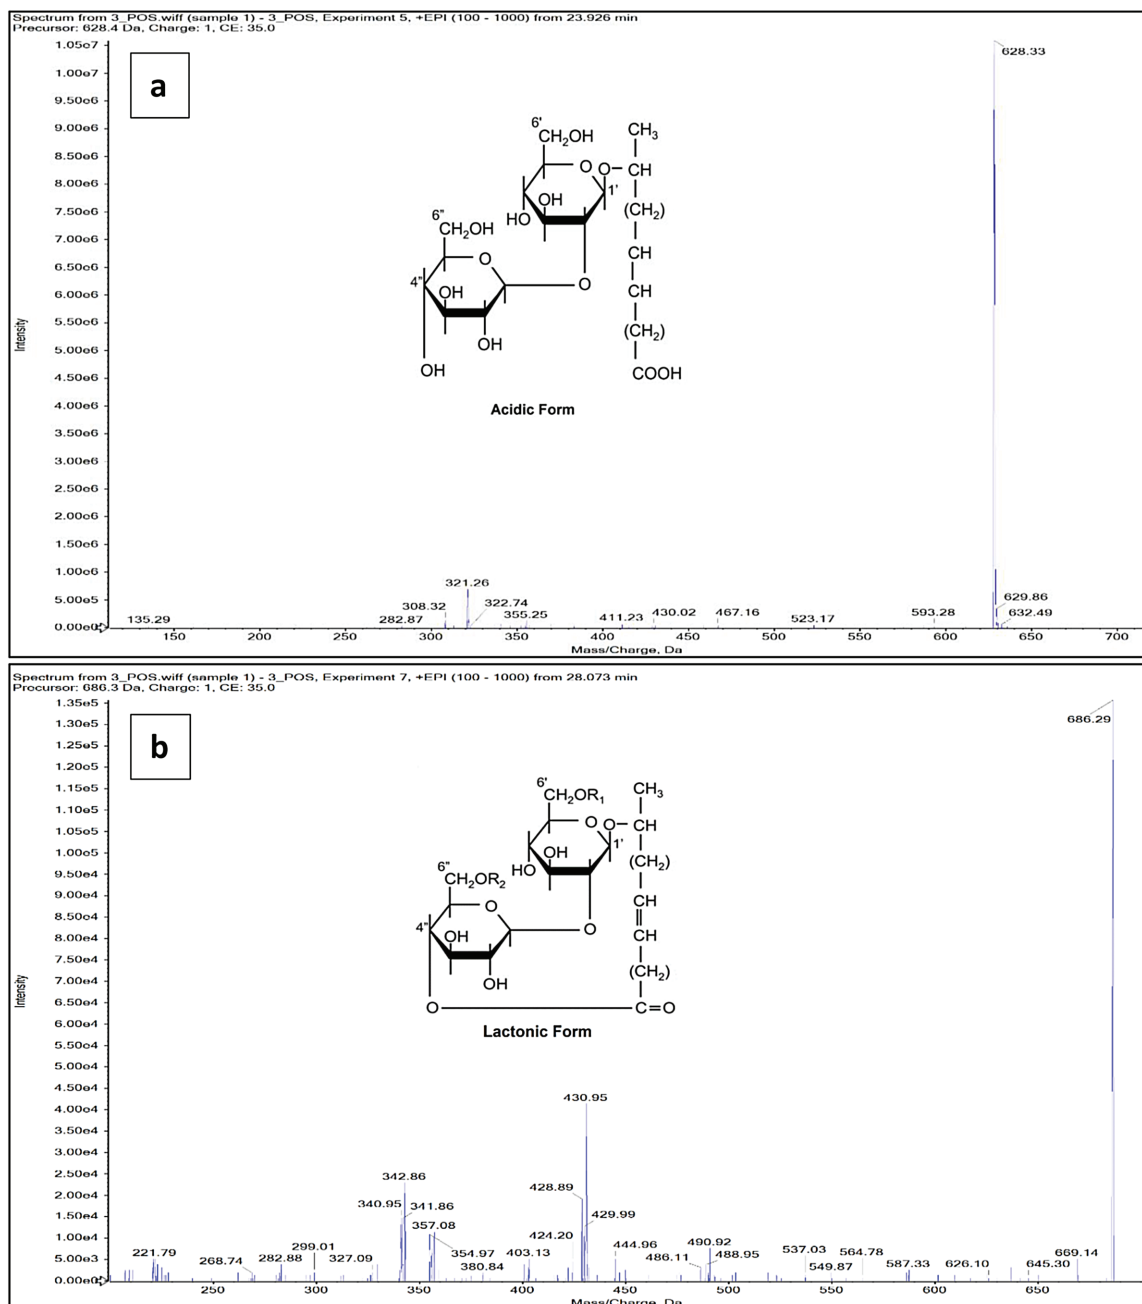 Spectrum from 3_POS.wiff (sample 1) - 3_POS, Experiment 5, +EPI (100 - 1000) from 23.926 min
Precursor: 628.4 Da, Charge: 1, CE: 35.0
a
1.05e7
1.00e7
9.50e6
9.00e6
8.50e6
8.00e6
7.50e6
7.00e6
6.50e6
6.00e6
5.50e6
5.00e6
4.50e6
4.00e6
3.50e6
3.00e6
2.50e6
2.00e6
1.50e6
1.00e6
5.00e5
0.00e0
Intensity
628.33
6'
CH2OH
CH3
O
O
CH
1'
OH
HO
(CH2)
6"
CH2OH
O
CH
4"
OH
O
CH
OH
(CH2)
OH
COOH
Acidic Form
321.26
308.32
322.74
629.86
135.29
282.87
355.25
411.23
430.02
467.16
523.17
593.28
632.49
150 200 250 300 350 400 450 500 550 600 650 700
Mass/Charge, Da
Spectrum from 3_POS.wiff (sample 1) - 3_POS, Experiment 7, +EPI (100 - 1000) from 28.073 min
Precursor: 686.3 Da, Charge: 1, CE: 35.0
b
1.35e5
1.30e5
1.25e5
1.20e5
1.15e5
1.10e5
1.05e5
1.00e5
9.50e4
9.00e4
8.50e4
8.00e4
7.50e4
7.00e4
6.50e4
6.00e4
5.50e4
5.00e4
4.50e4
4.00e4
3.50e4
3.00e4
2.50e4
2.00e4
1.50e4
1.00e4
5.00e3
0.00e0
Intensity
686.29
6'
CH2OR1
CH3
O
O
CH
1'
OH
HO
(CH2)
6"
CH2OR2
O
CH
4"
OH
O
CH
OH
(CH2)
O
C=O
Lactonic Form
430.95
342.86
428.89
340.95
341.86
429.99
357.08
424.20
221.79
268.74
282.88
299.01
327.09
354.97
380.84
403.13
444.96
486.11
490.92
488.95
537.03
549.87
564.78
587.33
626.10
645.30
669.14
250 300 350 400 450 500 550 600 650
Mass/Charge, Da